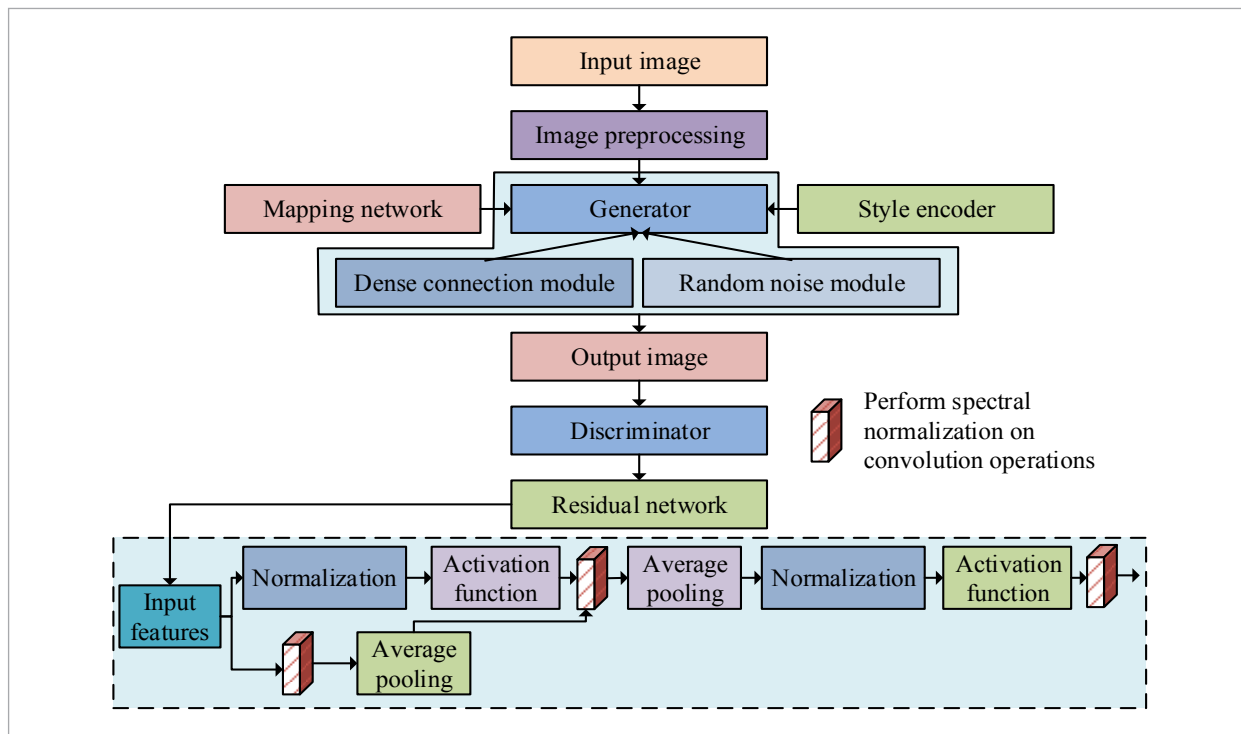 Input image
Image preprocessing
Mapping network
Generator
Style encoder
Dense connection module
Random noise module
Output image
Perform spectral
normalization on
convolution operations
Discriminator
Residual network
Normalization
Activation
function
Average
pooling
Normalization
Activation
function
Input
features
Average
pooling